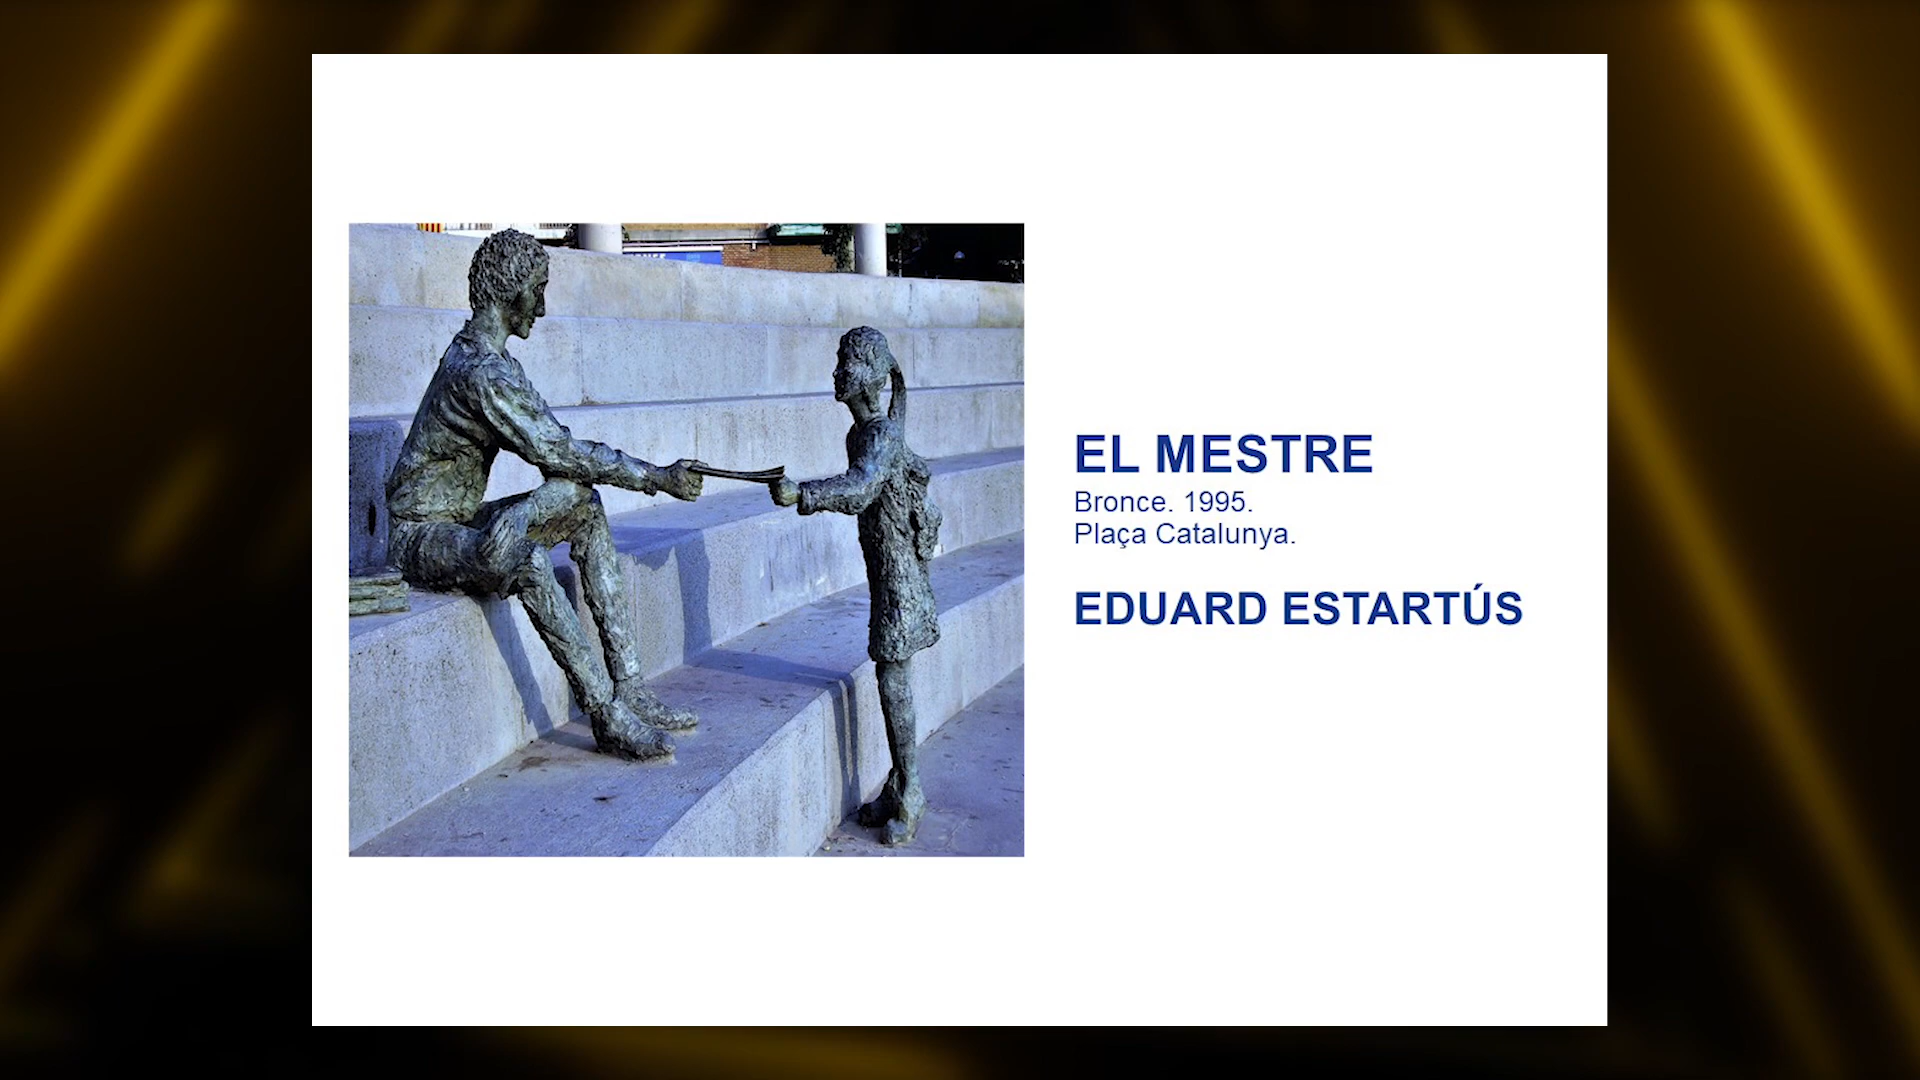 EL MESTRE
Bronce. 1995.
Plaça Catalunya.
EDUARD ESTARTÚS